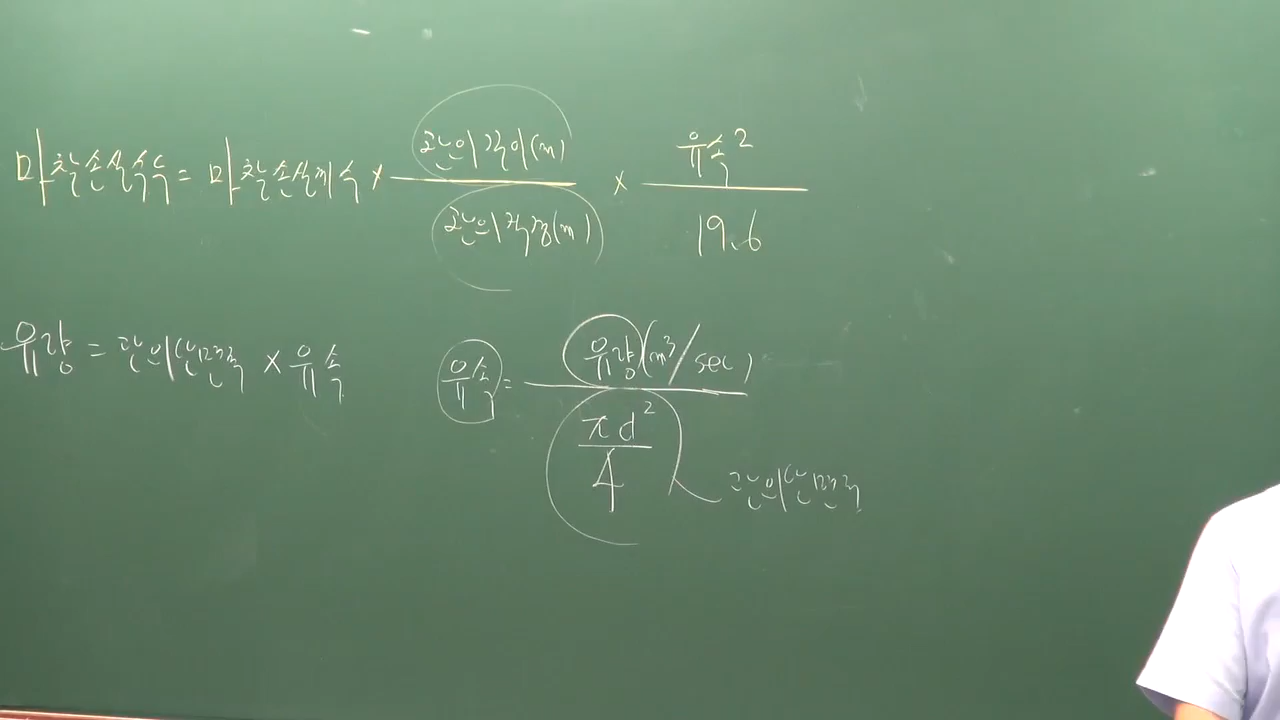 마찰손실수두 = 마찰손실계수 × 관의길이(m) / 관의직경(m) × 유속² / 19.6
유량 = 관의단면적 × 유속
유속 = 유량(m³/sec) / πd²/4
관의단면적